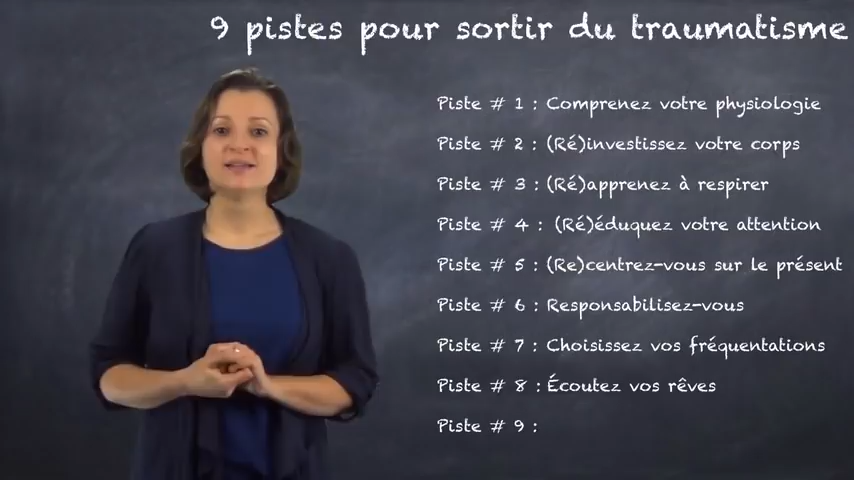 9 pistes pour sortir du traumatisme
Piste # 1 : Comprenez votre physiologie
Piste # 2 : (Ré)investissez votre corps
Piste # 3 : (Ré)apprenez à respirer
Piste # 4 : (Ré)éduquez votre attention
Piste # 5 : (Re)centrez-vous sur le présent
Piste # 6 : Responsabilisez-vous
Piste # 7 : Choisissez vos fréquentations
Piste # 8 : Écoutez vos rêves
Piste # 9 :